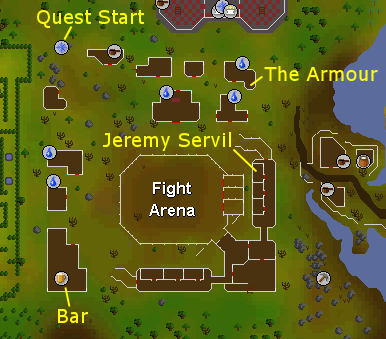 Quest Start
The Armour
Jeremy Servil
Fight
Arena
Bar